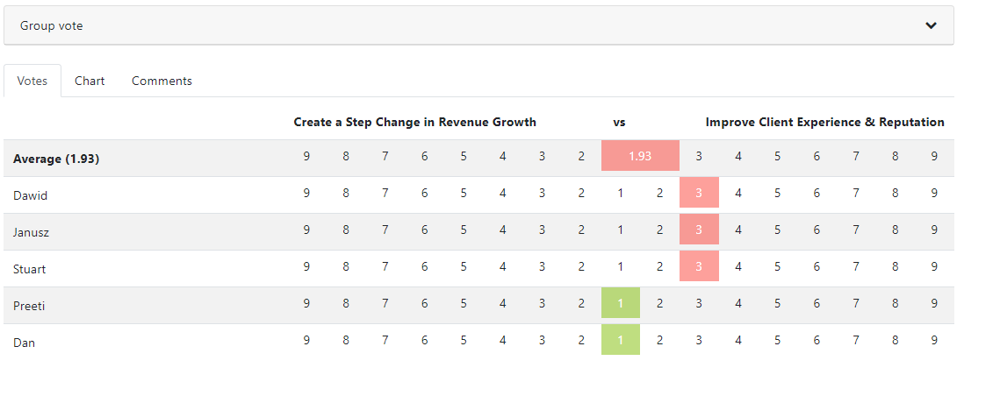 Group vote
Votes Chart Comments
Create a Step Change in Revenue Growth vs Improve Client Experience & Reputation
Average (1.93) 9 8 7 6 5 4 3 2 1.93 3 4 5 6 7 8 9
Dawid 9 8 7 6 5 4 3 2 1 2 3 4 5 6 7 8 9
Janusz 9 8 7 6 5 4 3 2 1 2 3 4 5 6 7 8 9
Stuart 9 8 7 6 5 4 3 2 1 2 3 4 5 6 7 8 9
Preeti 9 8 7 6 5 4 3 2 1 2 3 4 5 6 7 8 9
Dan 9 8 7 6 5 4 3 2 1 2 3 4 5 6 7 8 9